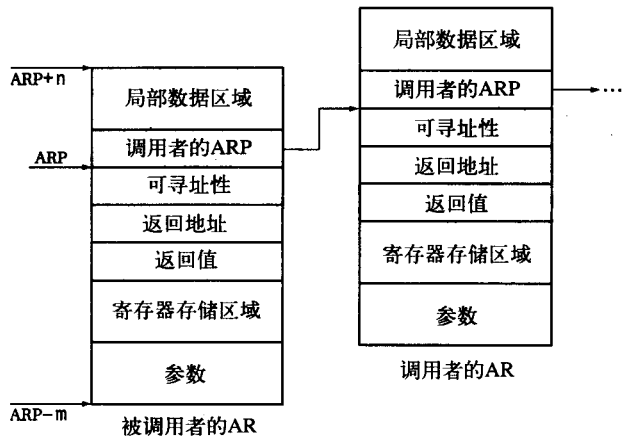 ARP+n
局部数据区域
ARP
调用者的ARP
可寻址性
返回地址
返回值
寄存器存储区域
参数
ARP-m
被调用者的AR
局部数据区域
调用者的ARP
...
可寻址性
返回地址
返回值
寄存器存储区域
参数
调用者的AR